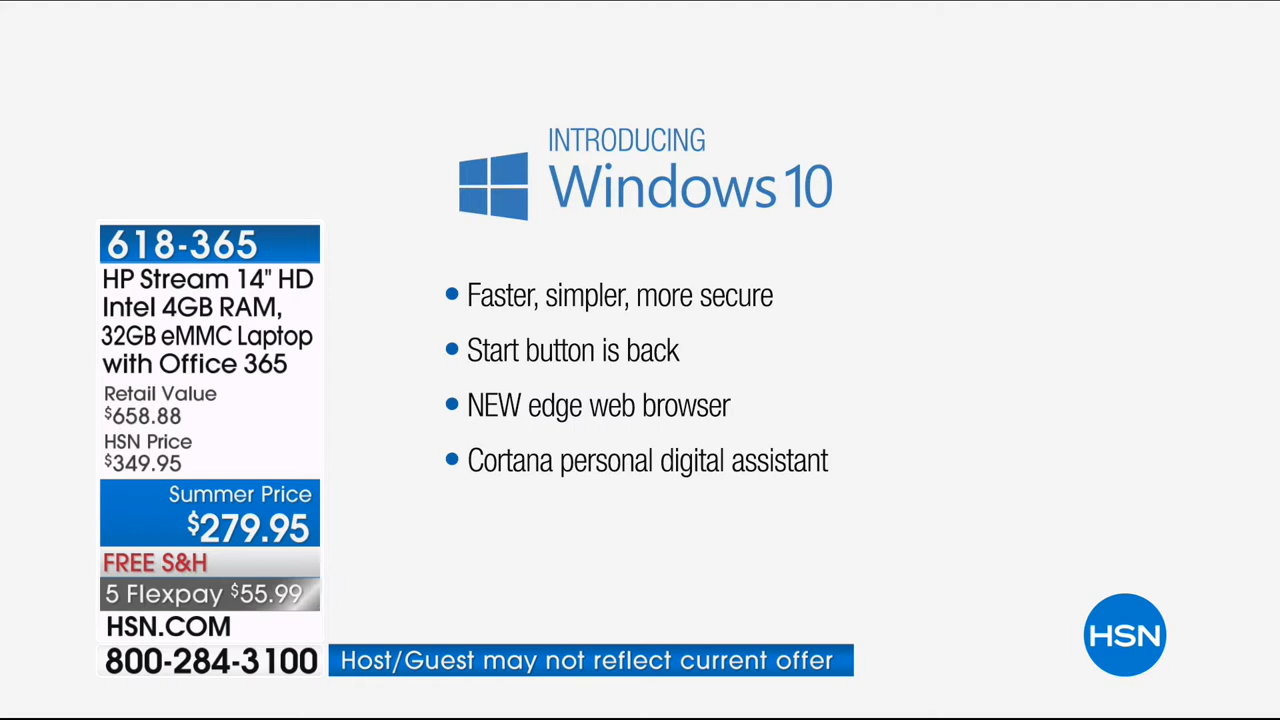 INTRODUCING
Windows 10
• Faster, simpler, more secure
• Start button is back
• NEW edge web browser
• Cortana personal digital assistant
618-365
HP Stream 14" HD
Intel 4GB RAM,
32GB eMMC Laptop
with Office 365
Retail Value
$658.88
HSN Price
$349.95
Summer Price
$279.95
FREE S&H
5 Flexpay $55.99
HSN.COM
800-284-3100
Host/Guest may not reflect current offer
HSN